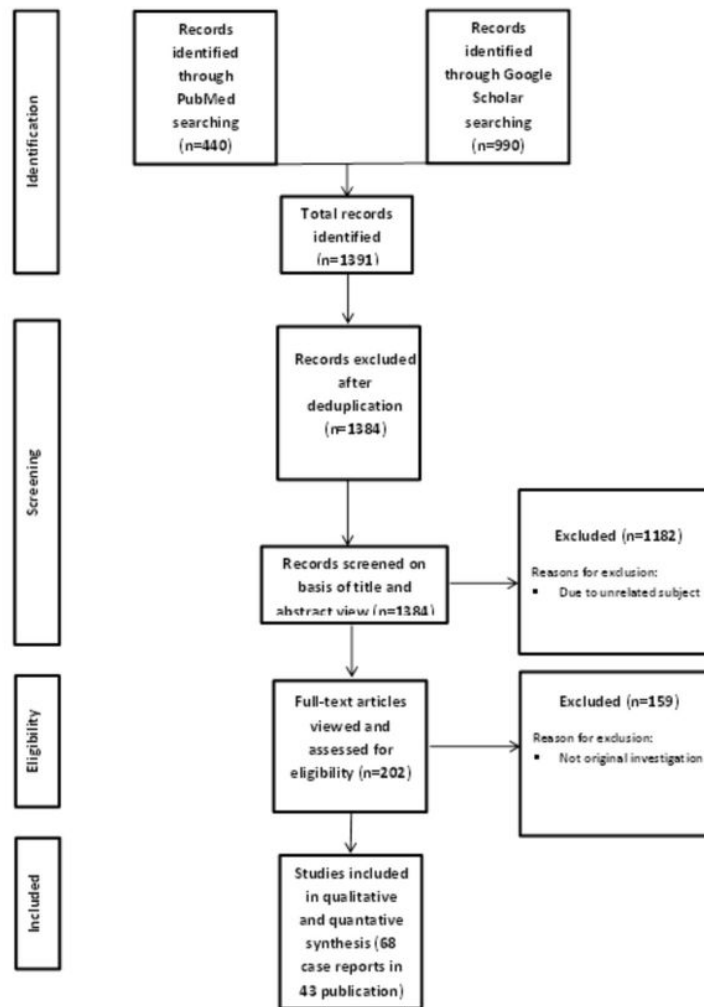 Identification
Records
identified
through
PubMed
searching
(n=440)
Records
identified
through Google
Scholar
searching
(n=990)
Total records
identified
(n=1391)
Screening
Records excluded
after
deduplication
(n=1384)
Records screened on
basis of title and
abstract view (n=1384)
Excluded (n=1182)
Reasons for exclusion:
▪ Due to unrelated subject
Eligibility
Full-text articles
viewed and
assessed for
eligibility (n=202)
Excluded (n=159)
Reason for exclusion:
▪ Not original investigation
Included
Studies included
in qualitative
and quantative
synthesis (68
case reports in
43 publication)